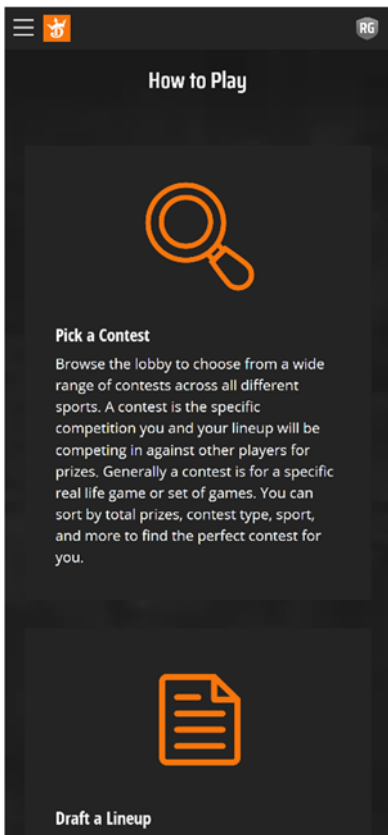 RG
How to Play
Pick a Contest
Browse the lobby to choose from a wide
range of contests across all different
sports. A contest is the specific
competition you and your lineup will be
competing in against other players for
prizes. Generally a contest is for a specific
real life game or set of games. You can
sort by total prizes, contest type, sport,
and more to find the perfect contest for
you.
Draft a Lineup